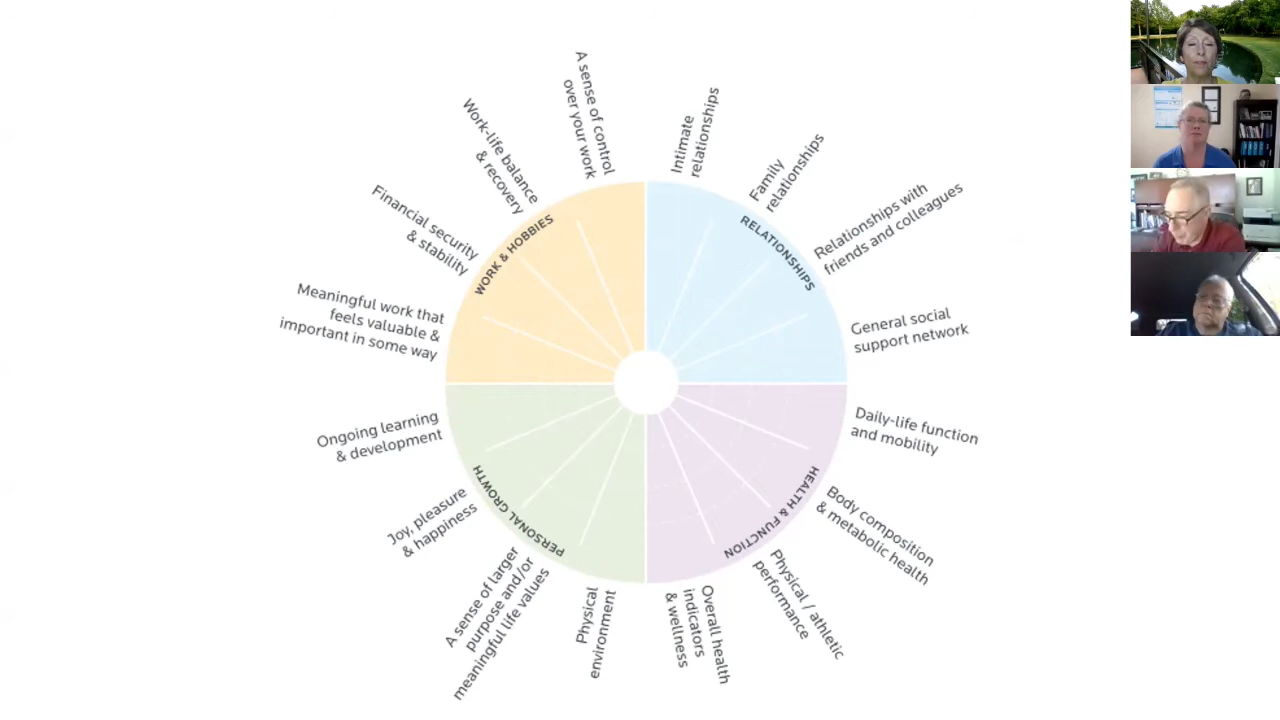 A sense of control
over your work
Work-life balance
& recovery
Financial security
& stability
Meaningful work that
feels valuable &
important in some way
WORK & HOBBIES
Intimate
relationships
Family
relationships
Relationships with
friends and colleagues
General social
support network
RELATIONSHIPS
Ongoing learning
& development
Joy, pleasure
& happiness
A sense of larger
purpose and/or
meaningful life values
Physical
environment
PERSONAL GROWTH
Daily-life function
and mobility
Body composition
& metabolic health
Physical / athletic
performance
Overall health
indicators
& wellness
HEALTH & FUNCTION